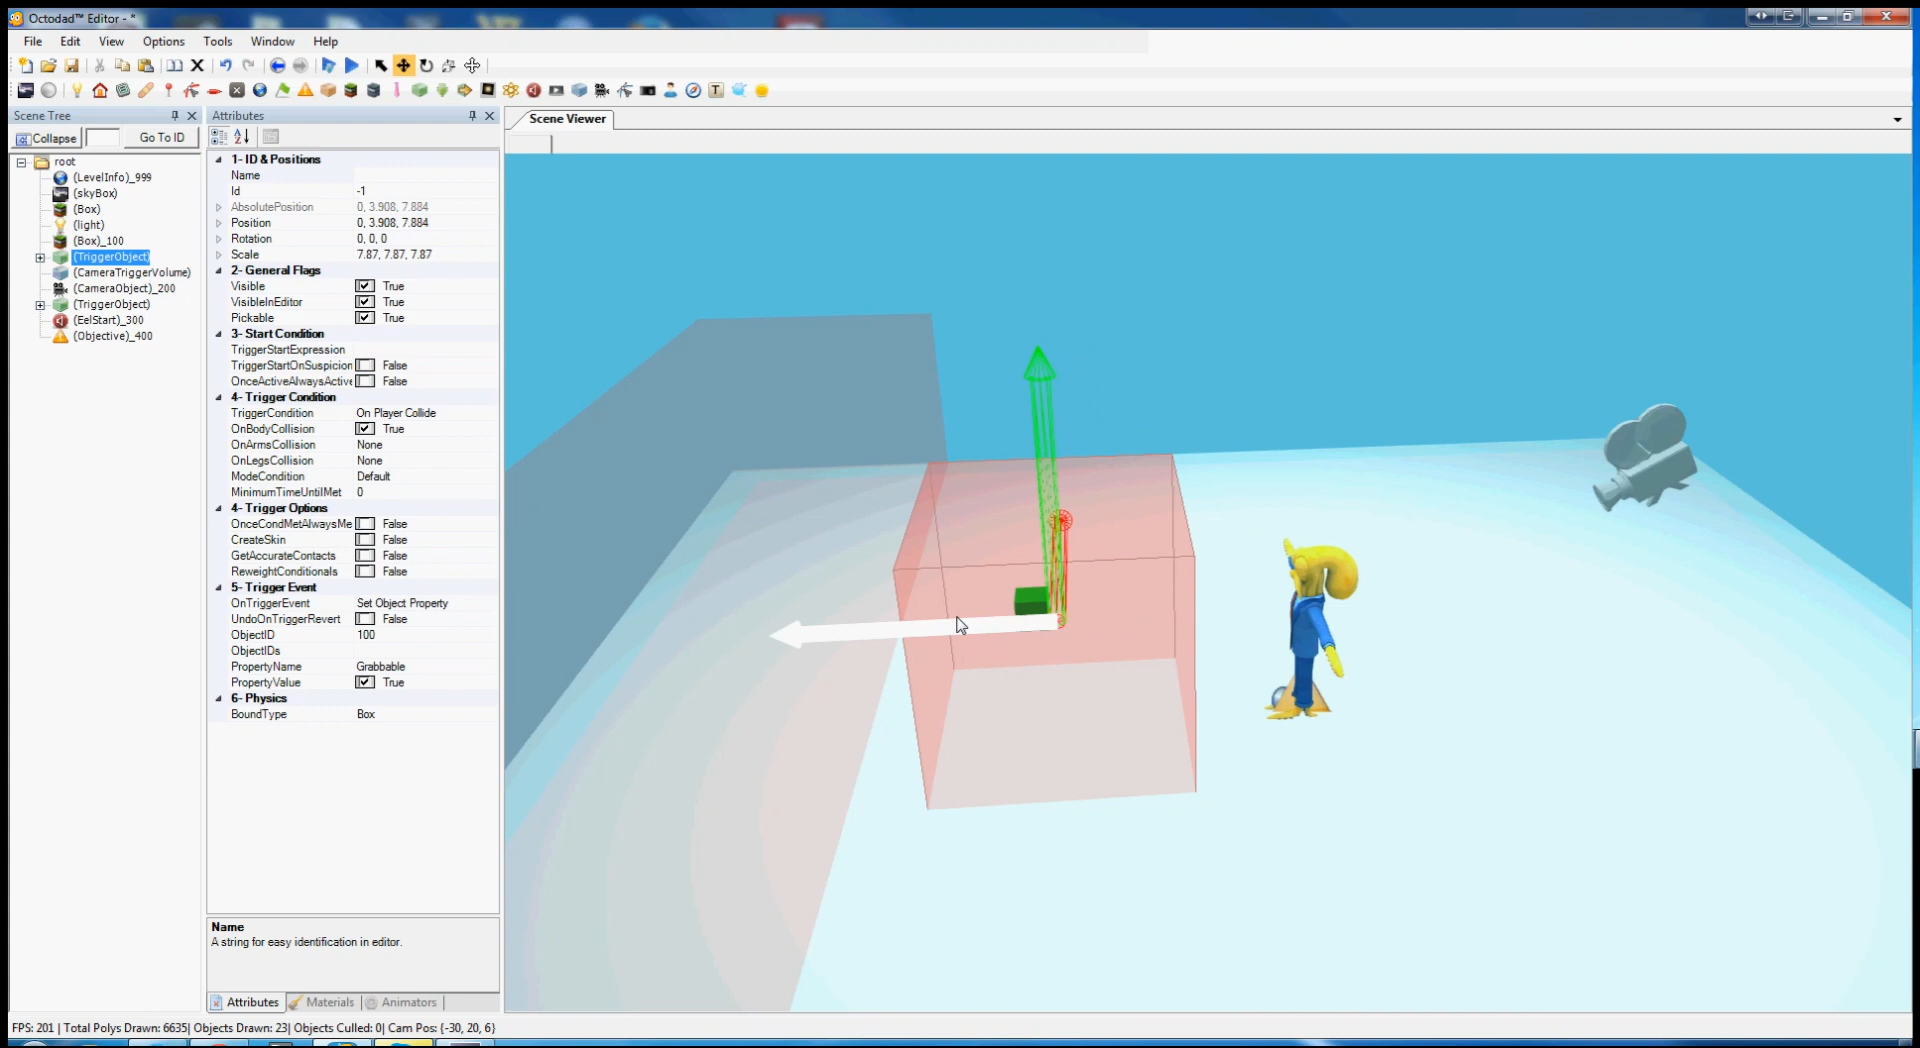 Octodad™ Editor - *
File Edit View Options Tools Window Help
Scene Tree
Collapse Go To ID
root
(LevelInfo)_999
(skyBox)
(Box)
(light)
(Box)_100
(TriggerObject)
(CameraTriggerVolume)
(CameraObject)_200
(TriggerObject)
(EelStart)_300
(Objective)_400
Attributes
1- ID & Positions
Name
Id -1
AbsolutePosition 0, 3.908, 7.884
Position 0, 3.908, 7.884
Rotation 0, 0, 0
Scale 7.87, 7.87, 7.87
2- General Flags
Visible True
VisibleInEditor True
Pickable True
3- Start Condition
TriggerStartExpression
TriggerStartOnSuspicion False
OnceActiveAlwaysActive False
4- Trigger Condition
TriggerCondition On Player Collide
OnBodyCollision True
OnArmsCollision None
OnLegsCollision None
ModeCondition Default
MinimumTimeUntilMet 0
4- Trigger Options
OnceCondMetAlwaysMe False
CreateSkin False
GetAccurateContacts False
ReweightConditionals False
5- Trigger Event
OnTriggerEvent Set Object Property
UndoOnTriggerRevert False
ObjectID 100
ObjectIDs
PropertyName Grabbable
PropertyValue True
6- Physics
BoundType Box
Name
A string for easy identification in editor.
Attributes Materials Animators
Scene Viewer
FPS: 201 | Total Polys Drawn: 6635| Objects Drawn: 23| Objects Culled: 0| Cam Pos: {-30, 20, 6}